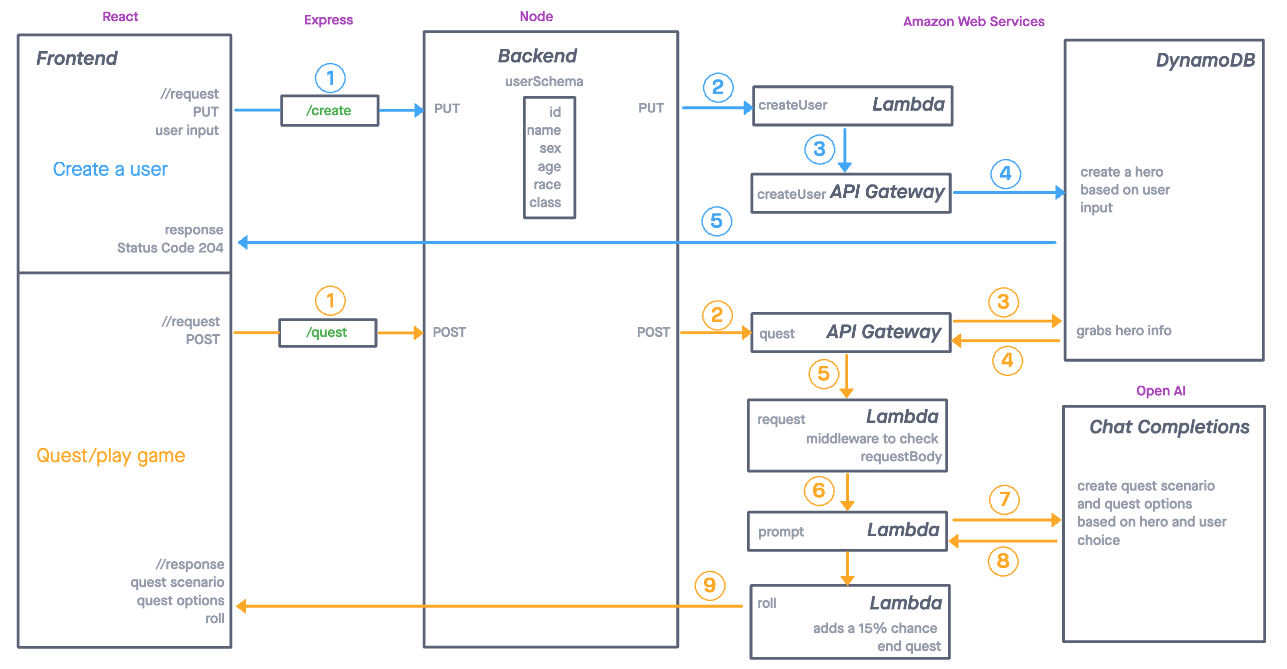 React
Express
Node
Amazon Web Services
Frontend
//request
PUT
user input
Create a user
response
Status Code 204
1
/create
Backend
userSchema
PUT
PUT
id
name
sex
age
race
class
2
createUser Lambda
3
createUser API Gateway
4
5
DynamoDB
create a hero
based on user
input
//request
POST
Quest/play game
//response
quest scenario
quest options
roll
1
/quest
POST
POST
2
quest API Gateway
3
4
grabs hero info
5
request Lambda
middleware to check
requestBody
6
prompt Lambda
7
8
Open AI
Chat Completions
create quest scenario
and quest options
based on hero and user
choice
9
roll Lambda
adds a 15% chance
end quest